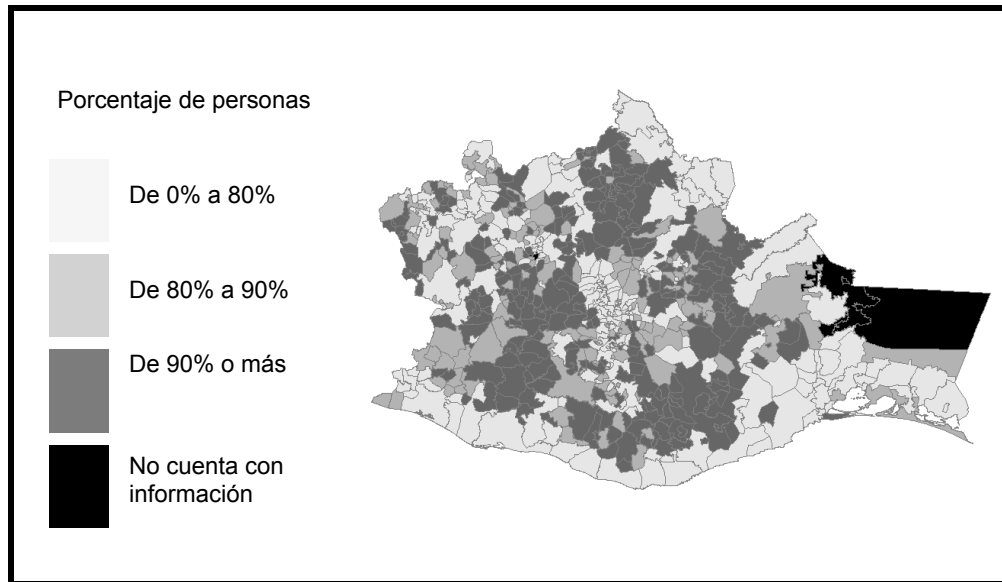 Porcentaje de personas
De 0% a 80%
De 80% a 90%
De 90% o más
No cuenta con
información